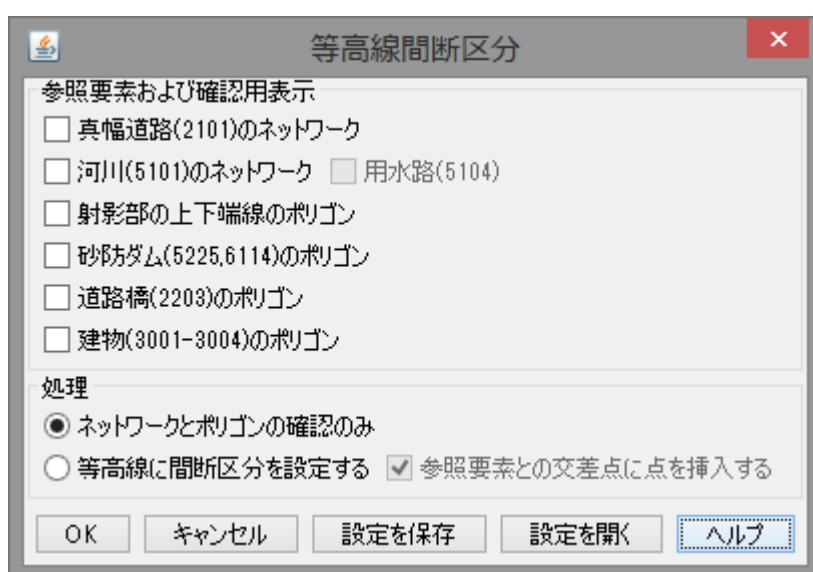 等高線間断区分
参照要素および確認用表示
真幅道路(2101)のネットワーク
河川(5101)のネットワーク 用水路(5104)
射影部の上下端線のポリゴン
砂防ダム(5225,6114)のポリゴン
道路橋(2203)のポリゴン
建物(3001-3004)のポリゴン
処理
ネットワークとポリゴンの確認のみ
等高線に間断区分を設定する 参照要素との交差点に点を挿入する
OK キャンセル 設定を保存 設定を開く ヘルプ